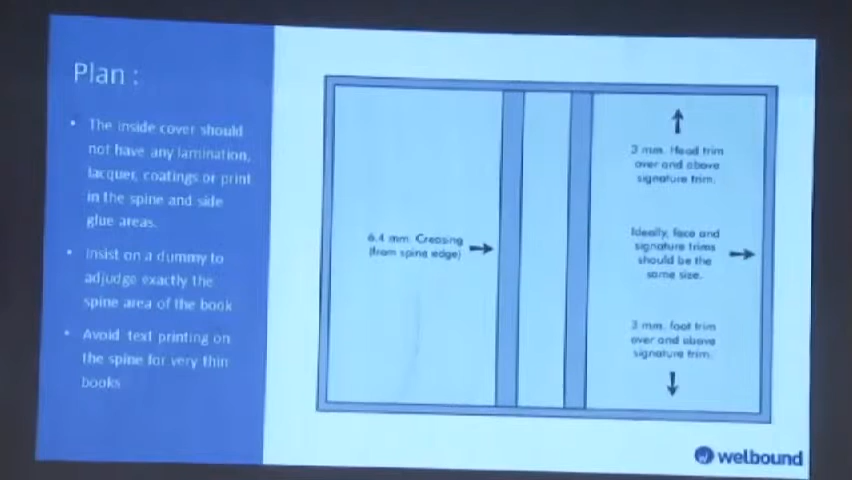 Plan :
• The inside cover should
not have any lamination,
lacquer, coatings or print
in the spine and side
glue areas.
• Insist on a dummy to
adjudge exactly the
spine area of the book
• Avoid text printing on
the spine for very thin
books
6.4 mm. Creasing
(from spine edge)
3 mm. Head trim
over and above
signature trim.
Ideally, face and
signature trims
should be the
same size.
3 mm. foot trim
over and above
signature trim.
welbound